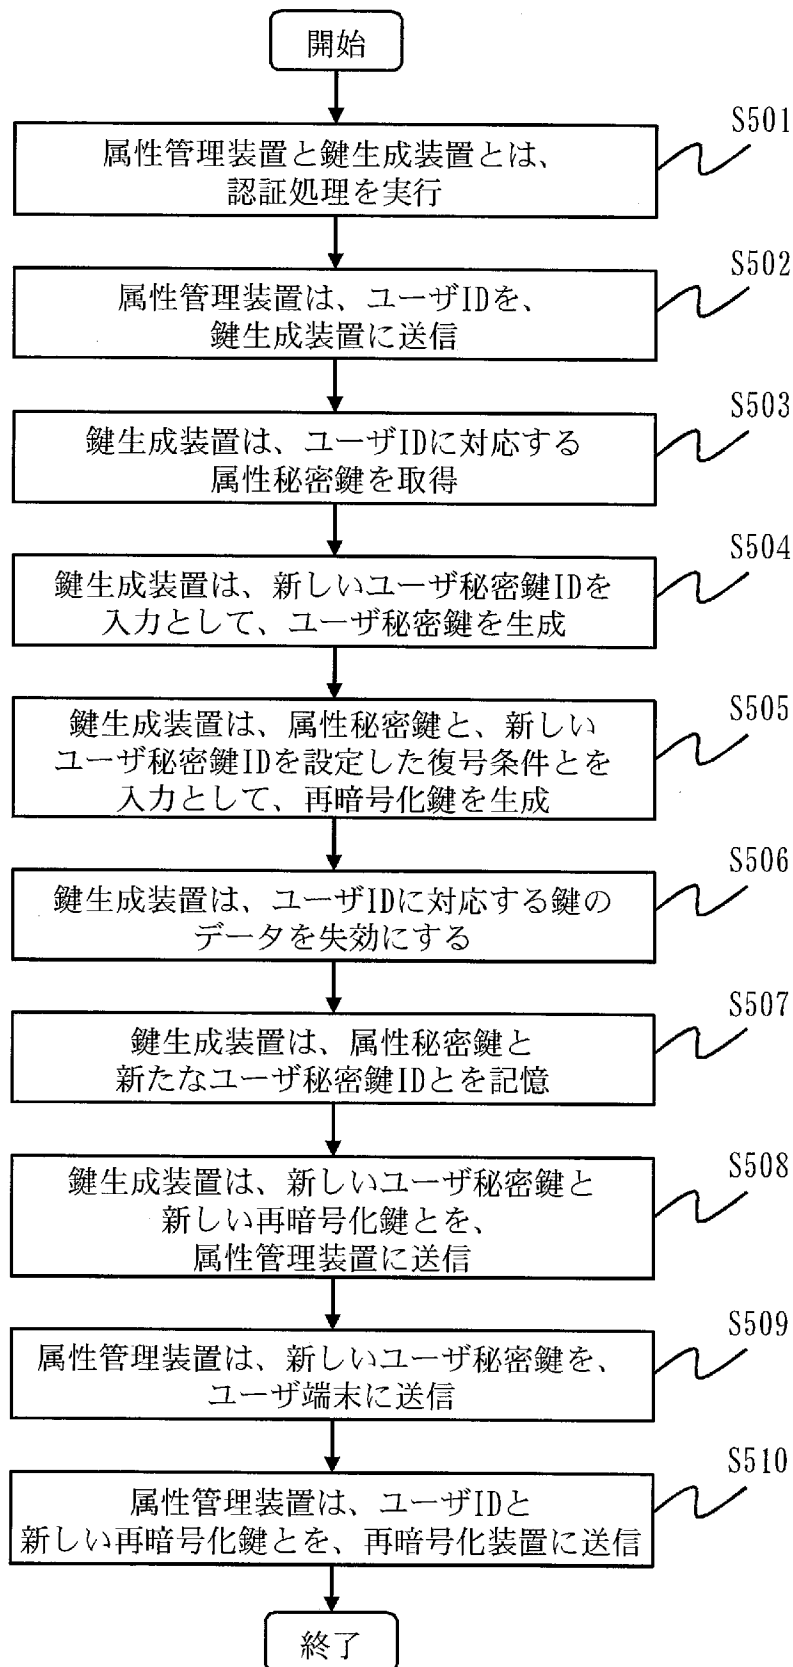 開始
S501
属性管理装置と鍵生成装置とは、
認証処理を実行
S502
属性管理装置は、ユーザIDを、
鍵生成装置に送信
S503
鍵生成装置は、ユーザIDに対応する
属性秘密鍵を取得
S504
鍵生成装置は、新しいユーザ秘密鍵IDを
入力として、ユーザ秘密鍵を生成
S505
鍵生成装置は、属性秘密鍵と、新しい
ユーザ秘密鍵IDを設定した復号条件とを
入力として、再暗号化鍵を生成
S506
鍵生成装置は、ユーザIDに対応する鍵の
データを失効にする
S507
鍵生成装置は、属性秘密鍵と
新たなユーザ秘密鍵IDとを記憶
S508
鍵生成装置は、新しいユーザ秘密鍵と
新しい再暗号化鍵とを、
属性管理装置に送信
S509
属性管理装置は、新しいユーザ秘密鍵を、
ユーザ端末に送信
S510
属性管理装置は、ユーザIDと
新しい再暗号化鍵とを、再暗号化装置に送信
終了